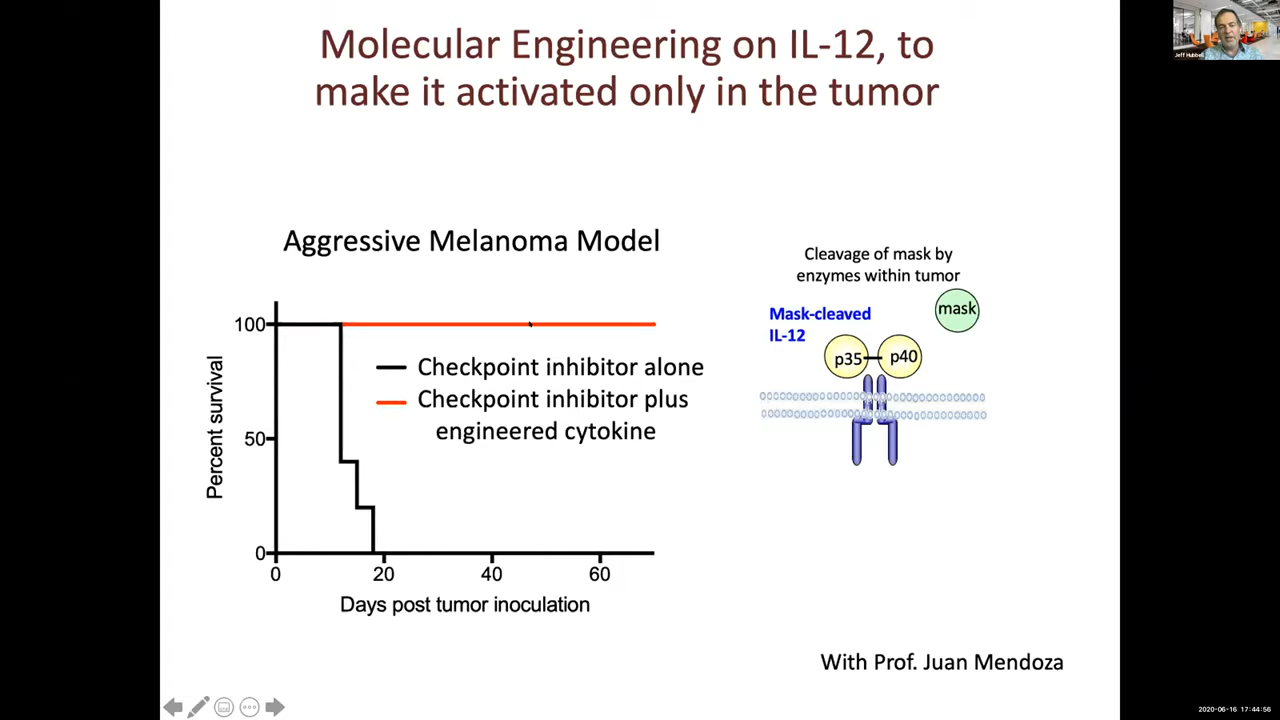 Molecular Engineering on IL-12, to
make it activated only in the tumor
Jeff Hubbell
Aggressive Melanoma Model
Cleavage of mask by
enzymes within tumor
mask
Mask-cleaved
IL-12
p35
p40
100
50
0
Percent survival
Checkpoint inhibitor alone
Checkpoint inhibitor plus
engineered cytokine
0
20
40
60
Days post tumor inoculation
With Prof. Juan Mendoza
2020-06-16 17:44:56